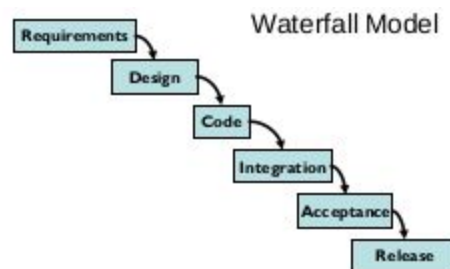 Waterfall Model
Requirements
Design
Code
Integration
Acceptance
Release